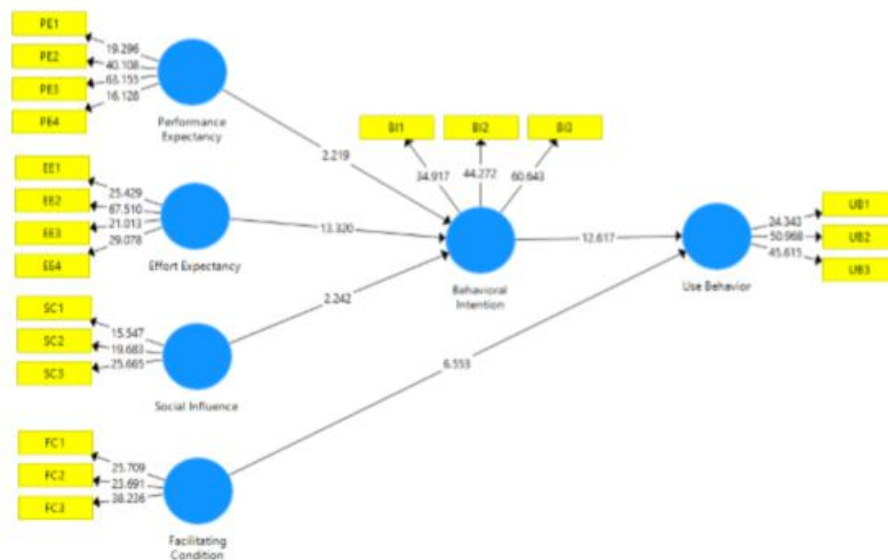 PE1
PE2
PE3
PE4
19.296
40.108
63.155
16.128
Performance
Expectancy
2.219
BI1
BI2
BI3
34.917
44.272
60.643
EE1
EE2
EE3
EE4
25.429
67.510
21.013
29.078
Effort Expectancy
13.320
Behavioral
Intention
12.617
Use Behavior
24.343
50.968
45.615
UB1
UB2
UB3
SC1
SC2
SC3
15.547
19.683
25.665
Social Influence
2.242
6.553
FC1
FC2
FC3
25.709
23.691
38.236
Facilitating
Condition